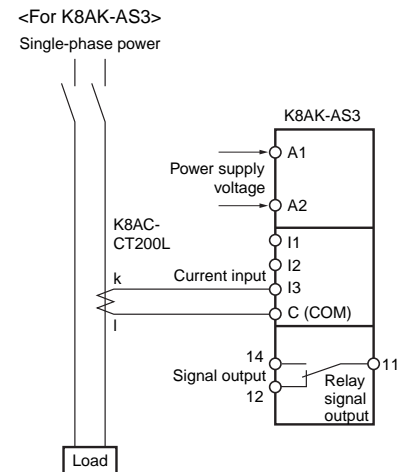 <For K8AK-AS3>
Single-phase power
K8AK-AS3
A1
Power supply
voltage
A2
K8AC-
CT200L
I1
I2
k
Current input
I3
l
C (COM)
14
11
Signal output
12
Relay
signal
output
Load